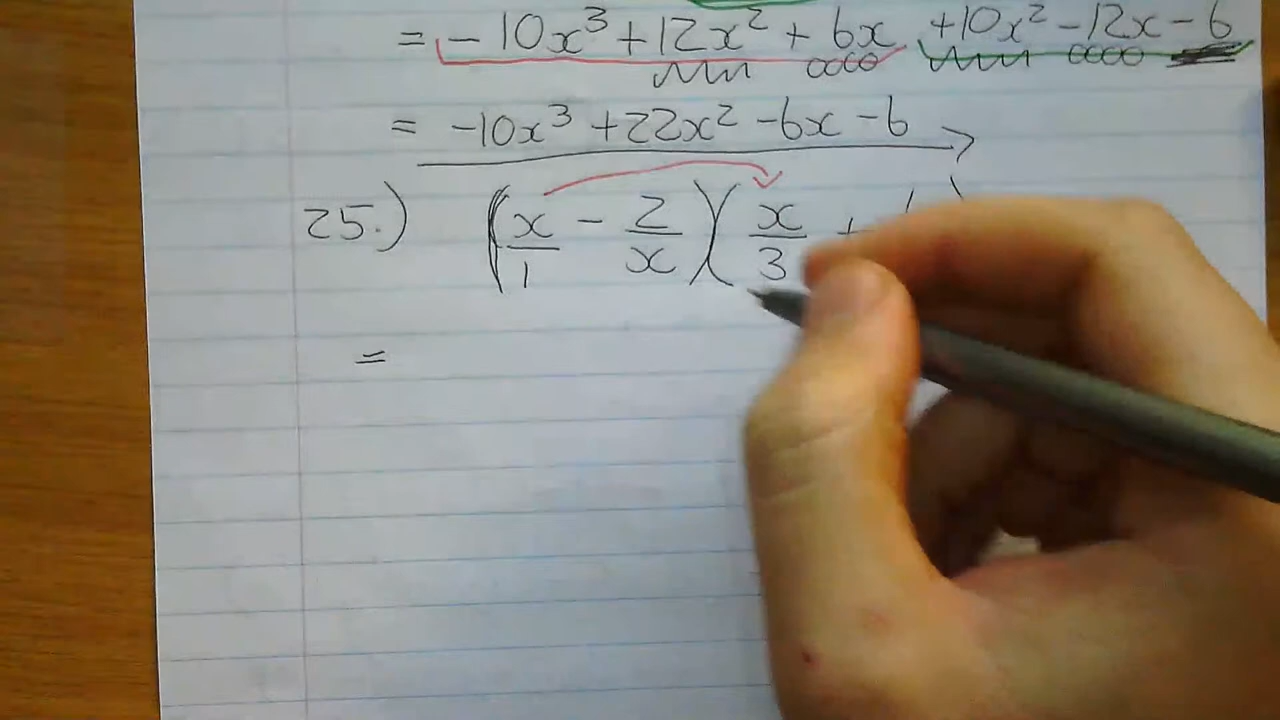 = -10x³ + 12x² + 6x +10x² -12x -6
= -10x³ +22x² -6x -6
25.) (x/1 - 2/x)(x/3 +
=